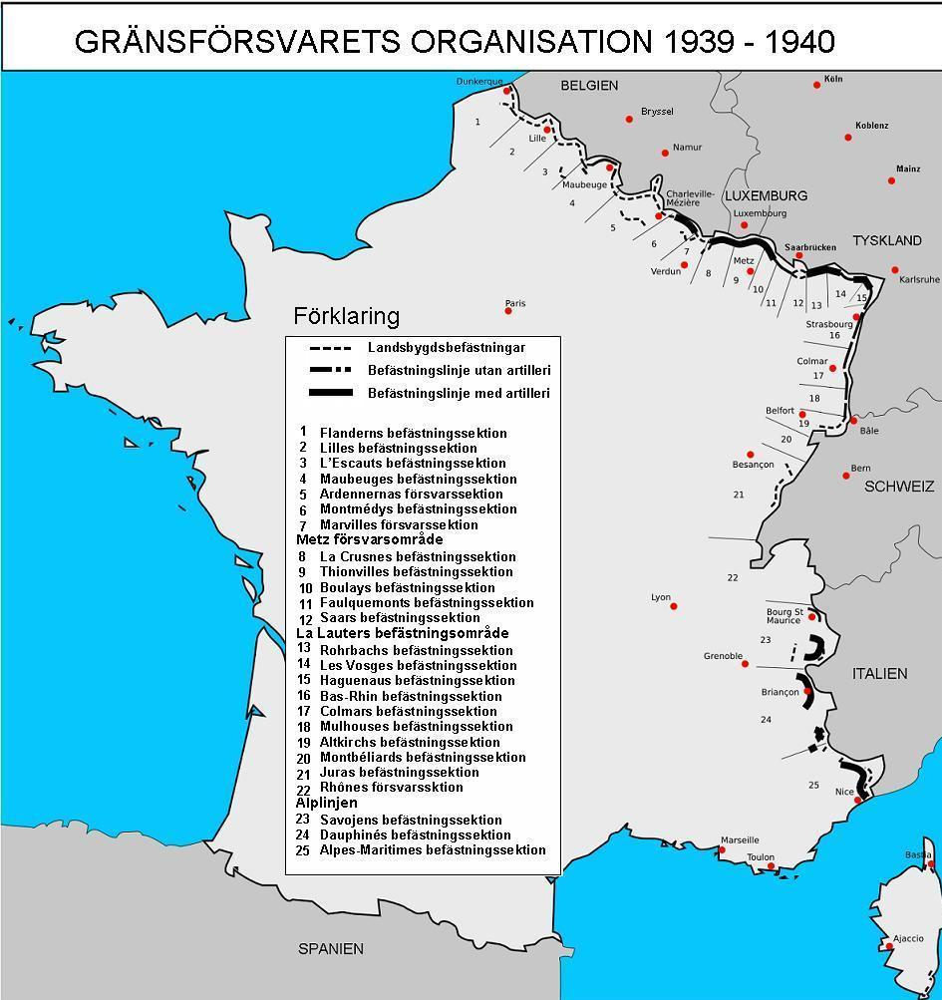 GRÄNSFÖRSVARETS ORGANISATION 1939 - 1940
Dunkerque
BELGIEN
Köln
Bryssel
Koblenz
1
Lille
2
Namur
Mainz
3
Maubeuge
4
Charleville-
Mézière
LUXEMBURG
Luxembourg
5
6
7
Verdun
8
Metz
9
10
11
Saarbrücken
TYSKLAND
Karlsruhe
12
13
14
15
Strasbourg
16
Paris
Colmar
17
18
Belfort
19
Bâle
20
Besançon
Bern
SCHWEIZ
21
22
Lyon
Bourg St
Maurice
23
Grenoble
ITALIEN
Briançon
24
25
Nice
Marseille
Toulon
Bastia
Ajaccio
SPANIEN
Förklaring
Landsbygdsbefästningar
Befästningslinje utan artilleri
Befästningslinje med artilleri
1 Flanderns befästningssektion
2 Lilles befästningssektion
3 L'Escauts befästningssektion
4 Maubeuges befästningssektion
5 Ardennernas försvarssektion
6 Montmédys befästningssektion
7 Marvilles försvarssektion
Metz försvarsområde
8 La Crusnes befästningssektion
9 Thionvilles befästningssektion
10 Boulays befästningssektion
11 Faulquemonts befästningssektion
12 Saars befästningssektion
La Lauters befästningsområde
13 Rohrbachs befästningssektion
14 Les Vosges befästningssektion
15 Haguenaus befästningssektion
16 Bas-Rhin befästningssektion
17 Colmars befästningssektion
18 Mulhouses befästningssektion
19 Altkirchs befästningssektion
20 Montbéliards befästningssektion
21 Juras befästningssektion
22 Rhônes försvarssktion
Alplinjen
23 Savojens befästningssektion
24 Dauphinés befästningssektion
25 Alpes-Maritimes befästningssektion